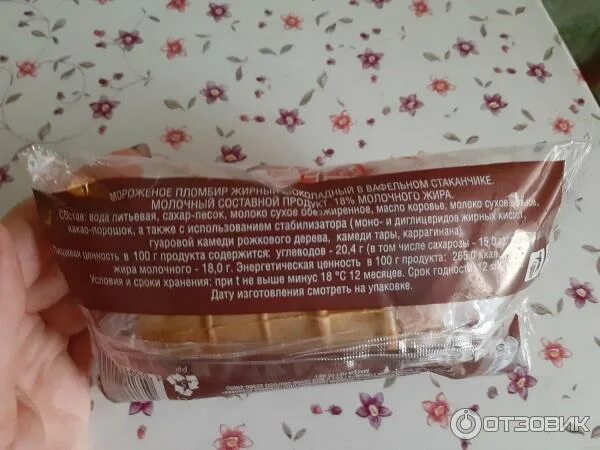 МОРОЖЕНОЕ ПЛОМБИР ЖИРНЫЙ ШОКОЛАДНЫЙ В ВАФЕЛЬНОМ СТАКАНЧИКЕ.
МОЛОЧНЫЙ СОСТАВНОЙ ПРОДУКТ. 18% МОЛОЧНОГО ЖИРА.
Состав: вода питьевая, сахар-песок, молоко сухое обезжиренное, масло коровье, молоко сухое
какао-порошок, а также с использованием стабилизатора (моно- и диглицеридов жирных кислот,
гуаровой камеди рожкового дерева, камеди тары, каррагинана).
Пищевая ценность в 100 г продукта содержится: углеводов - 20,4 г (в том числе сахарозы - 15,0
жира молочного - 18,0 г. Энергетическая ценность в 100 г продукта: 265,0 Ккал.
Условия и сроки хранения: при t не выше минус 18 °С 12 месяцев. Срок годности 12
Дату изготовления смотреть на упаковке.
PP
ОТЗОВИК